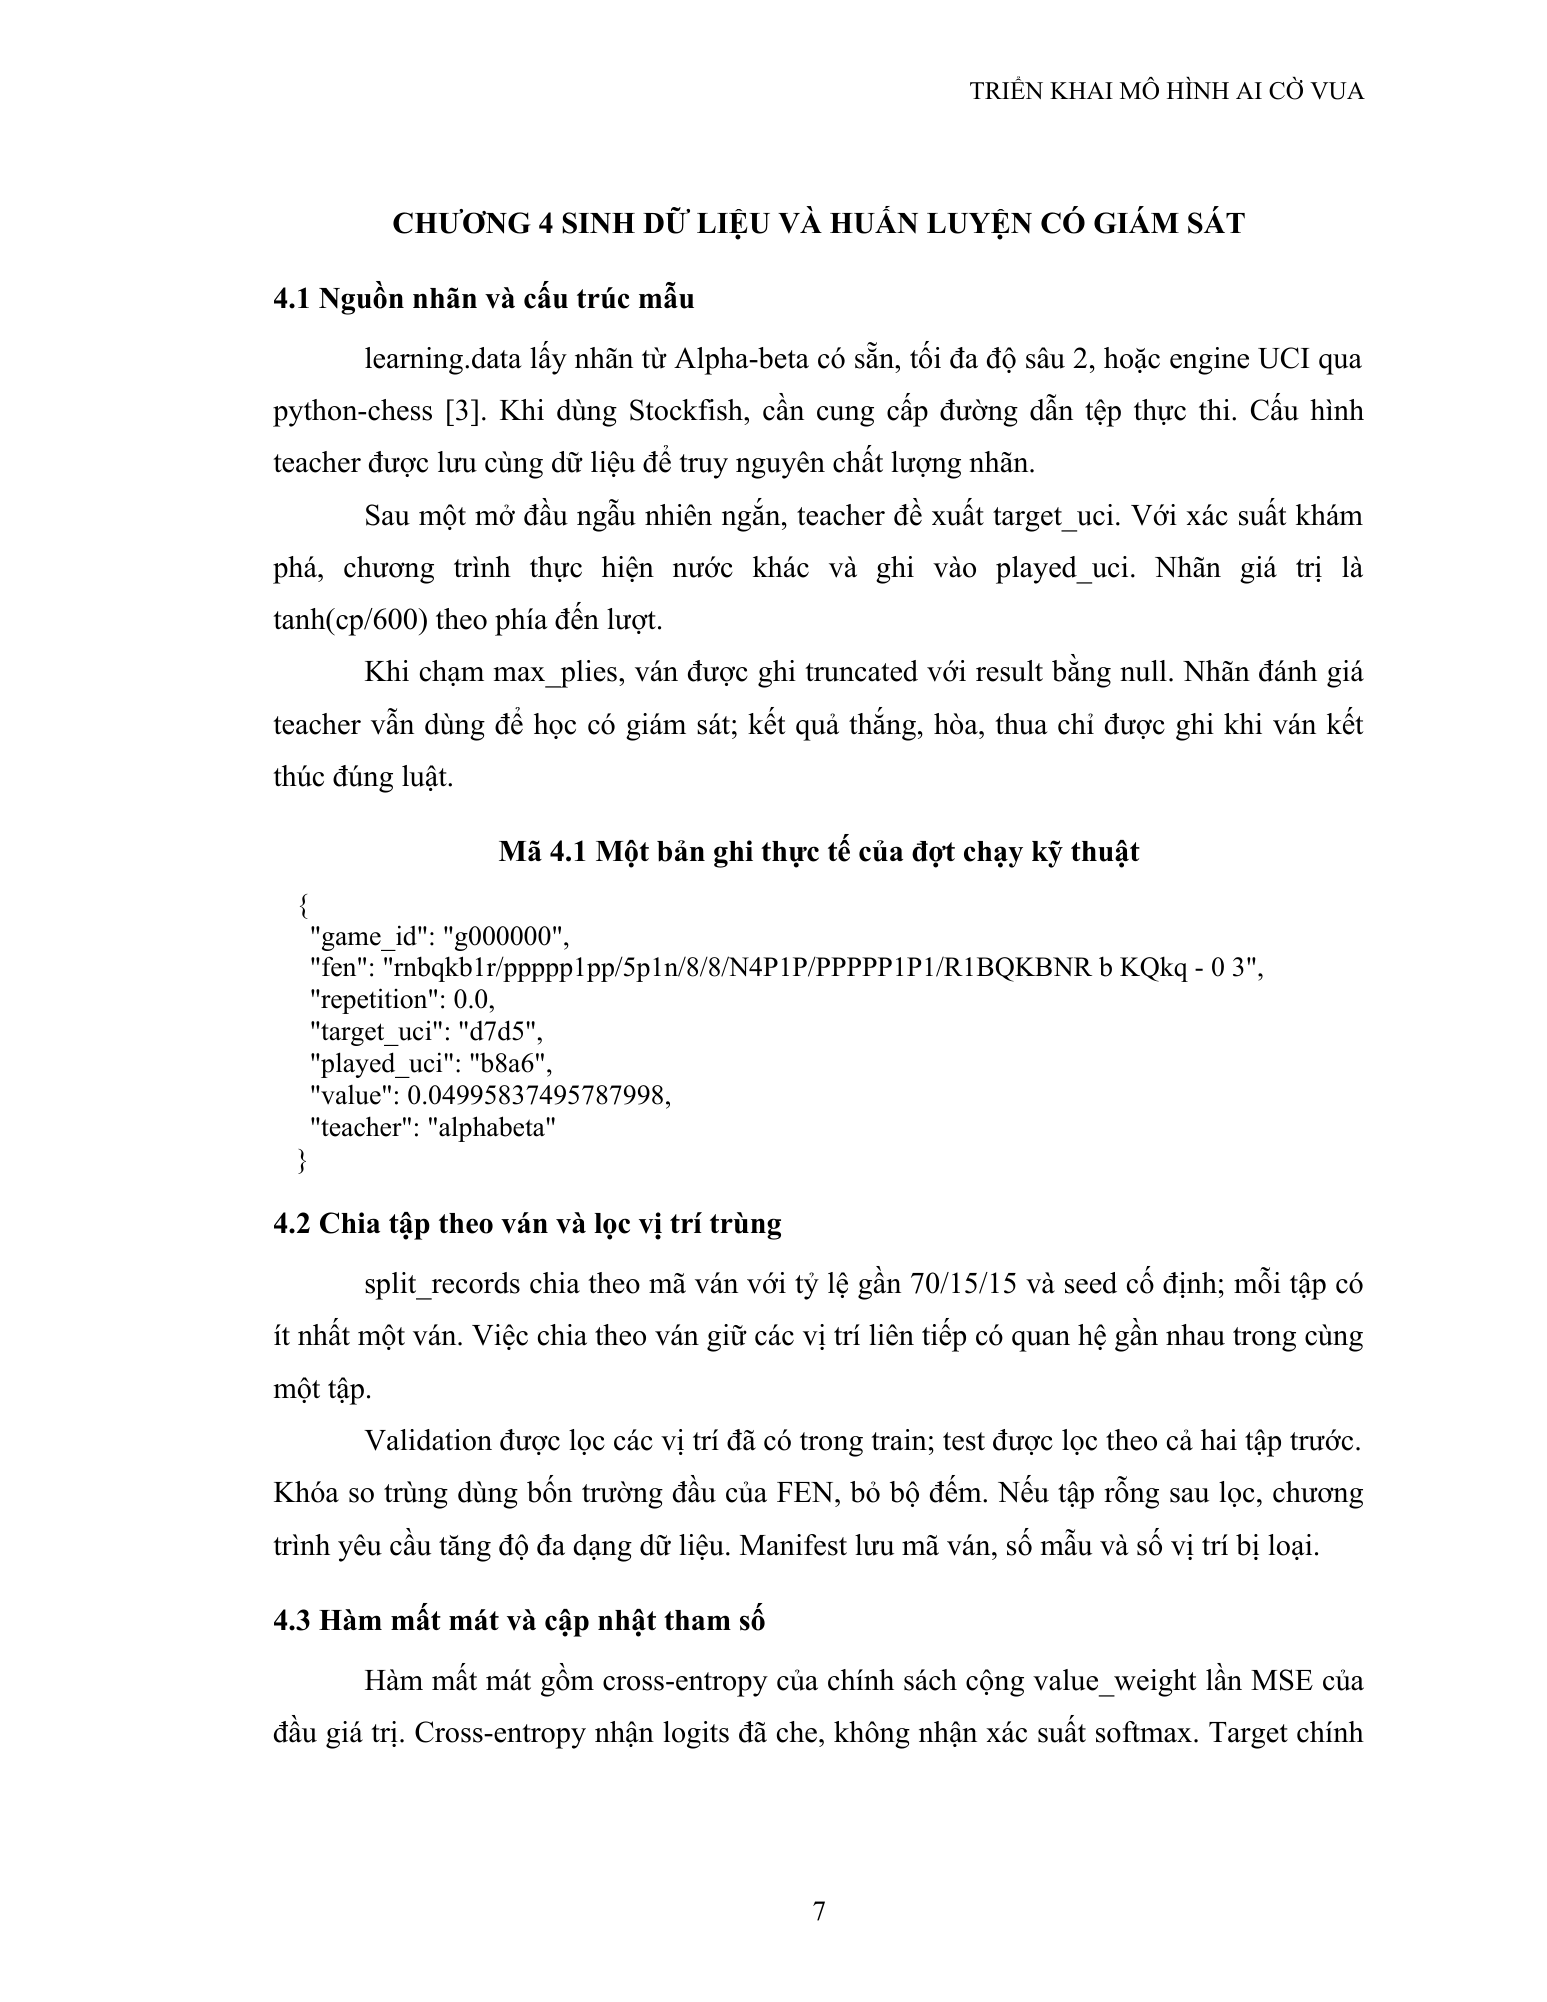 TRIỂN KHAI MÔ HÌNH AI CỜ VUA
CHƯƠNG 4 SINH DỮ LIỆU VÀ HUẤN LUYỆN CÓ GIÁM SÁT
4.1 Nguồn nhãn và cấu trúc mẫu
learning.data lấy nhãn từ Alpha-beta có sẵn, tối đa độ sâu 2, hoặc engine UCI qua
python-chess [3]. Khi dùng Stockfish, cần cung cấp đường dẫn tệp thực thi. Cấu hình
teacher được lưu cùng dữ liệu để truy nguyên chất lượng nhãn.
Sau một mở đầu ngẫu nhiên ngắn, teacher đề xuất target_uci. Với xác suất khám
phá, chương trình thực hiện nước khác và ghi vào played_uci. Nhãn giá trị là
tanh(cp/600) theo phía đến lượt.
Khi chạm max_plies, ván được ghi truncated với result bằng null. Nhãn đánh giá
teacher vẫn dùng để học có giám sát; kết quả thắng, hòa, thua chỉ được ghi khi ván kết
thúc đúng luật.
Mã 4.1 Một bản ghi thực tế của đợt chạy kỹ thuật
{
"game_id": "g000000",
"fen": "rnbqkb1r/ppppp1pp/5p1n/8/8/N4P1P/PPPPP1P1/R1BQKBNR b KQkq - 0 3",
"repetition": 0.0,
"target_uci": "d7d5",
"played_uci": "b8a6",
"value": 0.04995837495787998,
"teacher": "alphabeta"
}
4.2 Chia tập theo ván và lọc vị trí trùng
split_records chia theo mã ván với tỷ lệ gần 70/15/15 và seed cố định; mỗi tập có
ít nhất một ván. Việc chia theo ván giữ các vị trí liên tiếp có quan hệ gần nhau trong cùng
một tập.
Validation được lọc các vị trí đã có trong train; test được lọc theo cả hai tập trước.
Khóa so trùng dùng bốn trường đầu của FEN, bỏ bộ đếm. Nếu tập rỗng sau lọc, chương
trình yêu cầu tăng độ đa dạng dữ liệu. Manifest lưu mã ván, số mẫu và số vị trí bị loại.
4.3 Hàm mất mát và cập nhật tham số
Hàm mất mát gồm cross-entropy của chính sách cộng value_weight lần MSE của
đầu giá trị. Cross-entropy nhận logits đã che, không nhận xác suất softmax. Target chính
7